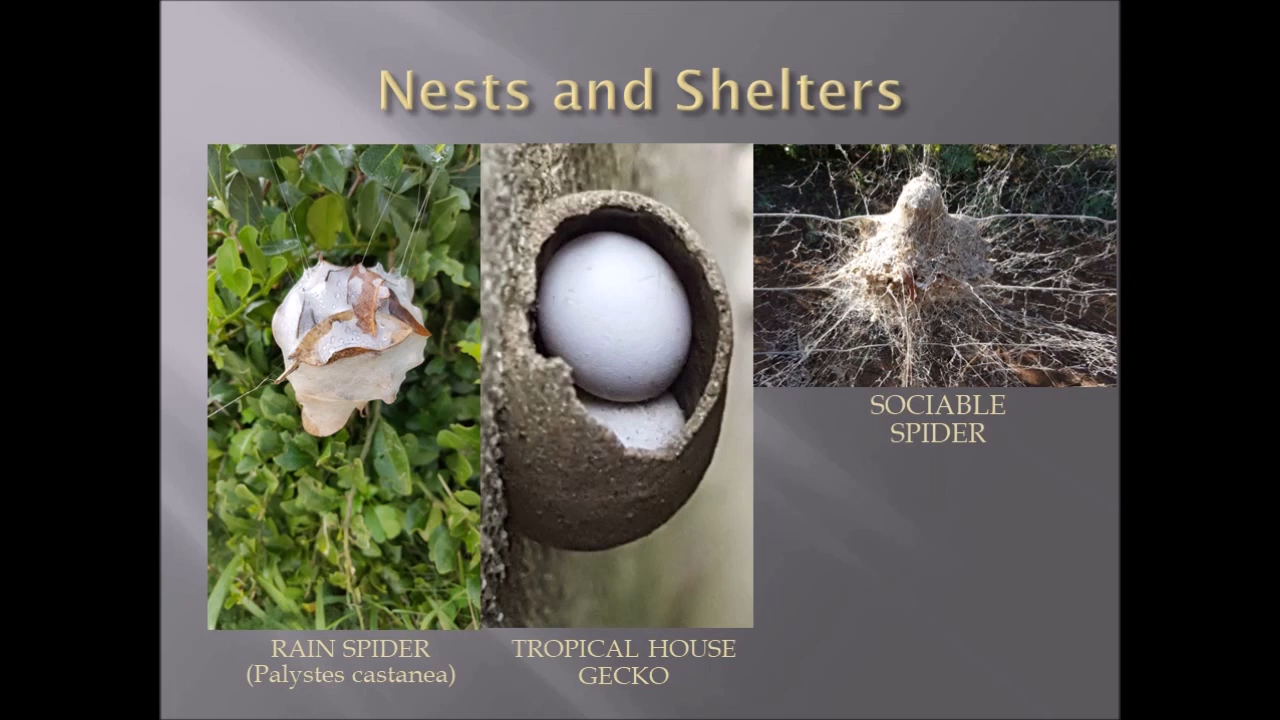 Nests and Shelters
SOCIABLE
SPIDER
RAIN SPIDER
(Palystes castanea)
TROPICAL HOUSE
GECKO